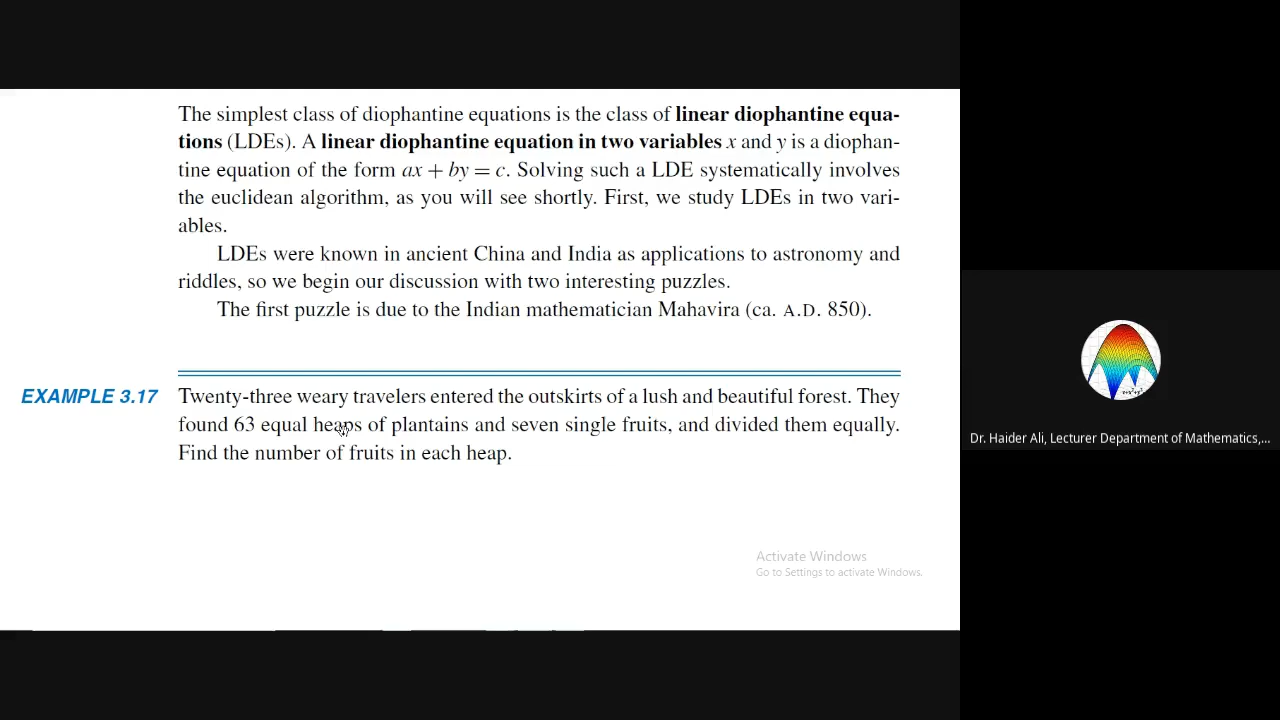 The simplest class of diophantine equations is the class of linear diophantine equa-
tions (LDEs). A linear diophantine equation in two variables x and y is a diophan-
tine equation of the form ax + by = c. Solving such a LDE systematically involves
the euclidean algorithm, as you will see shortly. First, we study LDEs in two vari-
ables.
LDEs were known in ancient China and India as applications to astronomy and
riddles, so we begin our discussion with two interesting puzzles.
The first puzzle is due to the Indian mathematician Mahavira (ca. A.D. 850).
EXAMPLE 3.17 Twenty-three weary travelers entered the outskirts of a lush and beautiful forest. They
found 63 equal heaps of plantains and seven single fruits, and divided them equally.
Find the number of fruits in each heap.
Activate Windows
Go to Settings to activate Windows.
Dr. Haider Ali, Lecturer Department of Mathematics,...